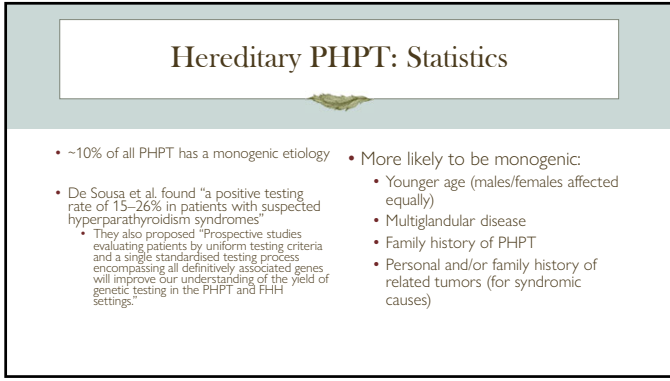 Hereditary PHPT: Statistics
• ~10% of all PHPT has a monogenic etiology
• De Sousa et al. found “a positive testing
rate of 15–26% in patients with suspected
hyperparathyroidism syndromes”
• They also proposed “Prospective studies
evaluating patients by uniform testing criteria
and a single standardised testing process
encompassing all definitively associated genes
will improve our understanding of the yield of
genetic testing in the PHPT and FHH
settings.”
• More likely to be monogenic:
• Younger age (males/females affected
equally)
• Multiglandular disease
• Family history of PHPT
• Personal and/or family history of
related tumors (for syndromic
causes)